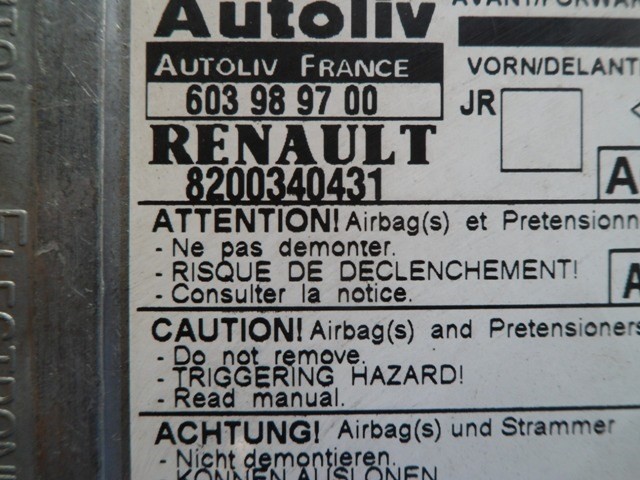 Autoliv
AUTOLIV FRANCE
603 98 97 00
RENAULT
8200340431
VORN/DELANT
JR
A
ATTENTION! Airbag(s) et Pretensionn
- Ne pas demonter.
- RISQUE DE DECLENCHEMENT!
- Consulter la notice.
A
CAUTION! Airbag(s) and Pretensioners
- Do not remove.
- TRIGGERING HAZARD!
- Read manual.
ACHTUNG! Airbag(s) und Strammer
- Nicht demontieren.
- KONNEN AUSLONEN